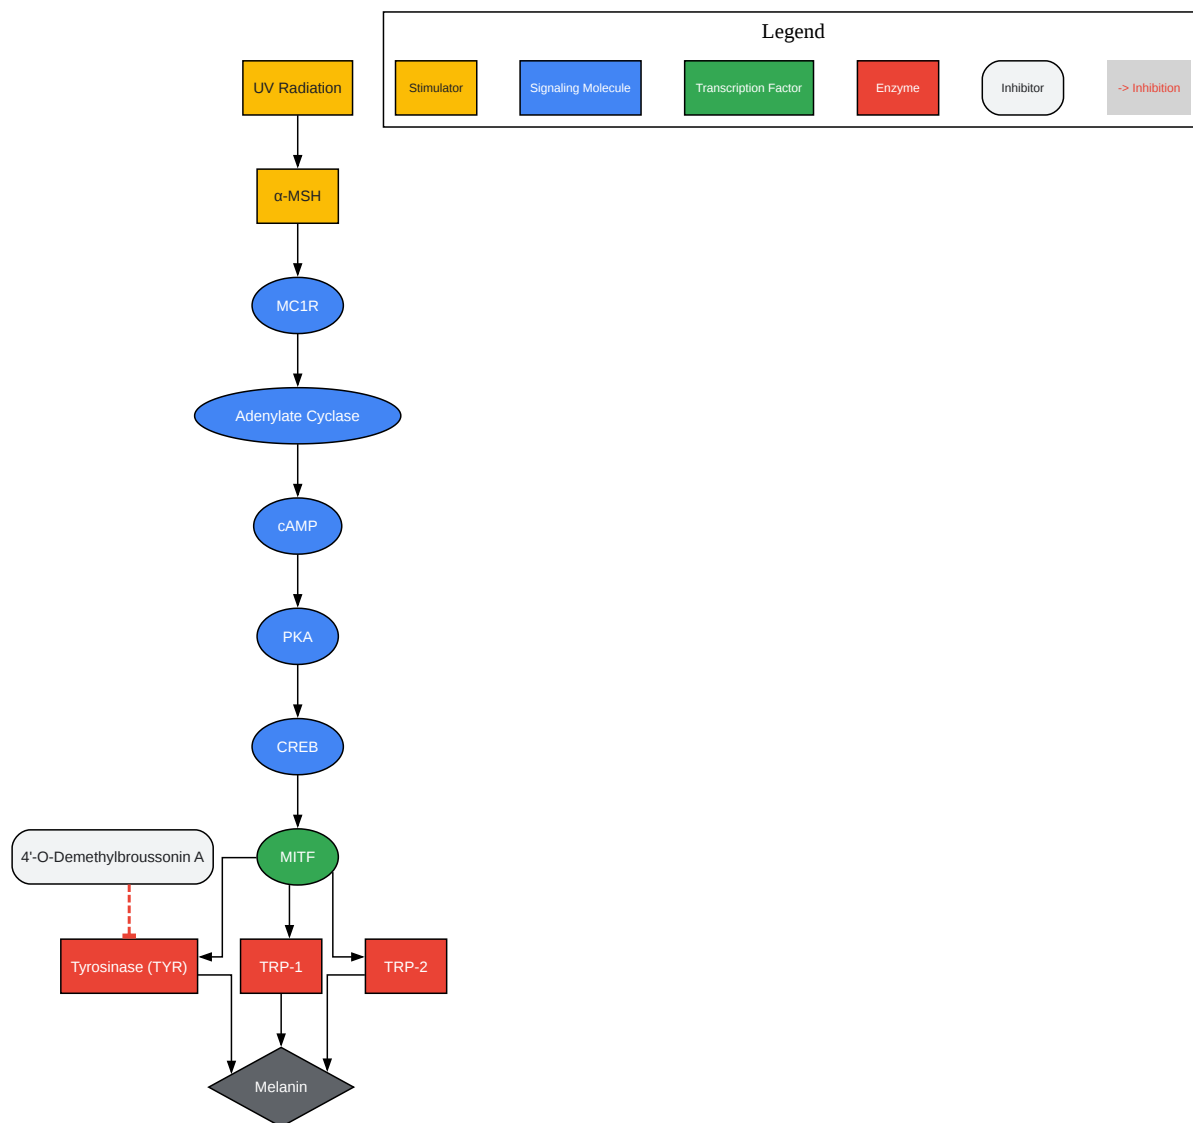 Legend
UV Radiation
Stimulator
Signaling Molecule
Transcription Factor
Enzyme
Inhibitor
-> Inhibition
α-MSH
MC1R
Adenylate Cyclase
cAMP
PKA
CREB
4'-O-Demethylbroussonin A
MITF
Tyrosinase (TYR)
TRP-1
TRP-2
Melanin